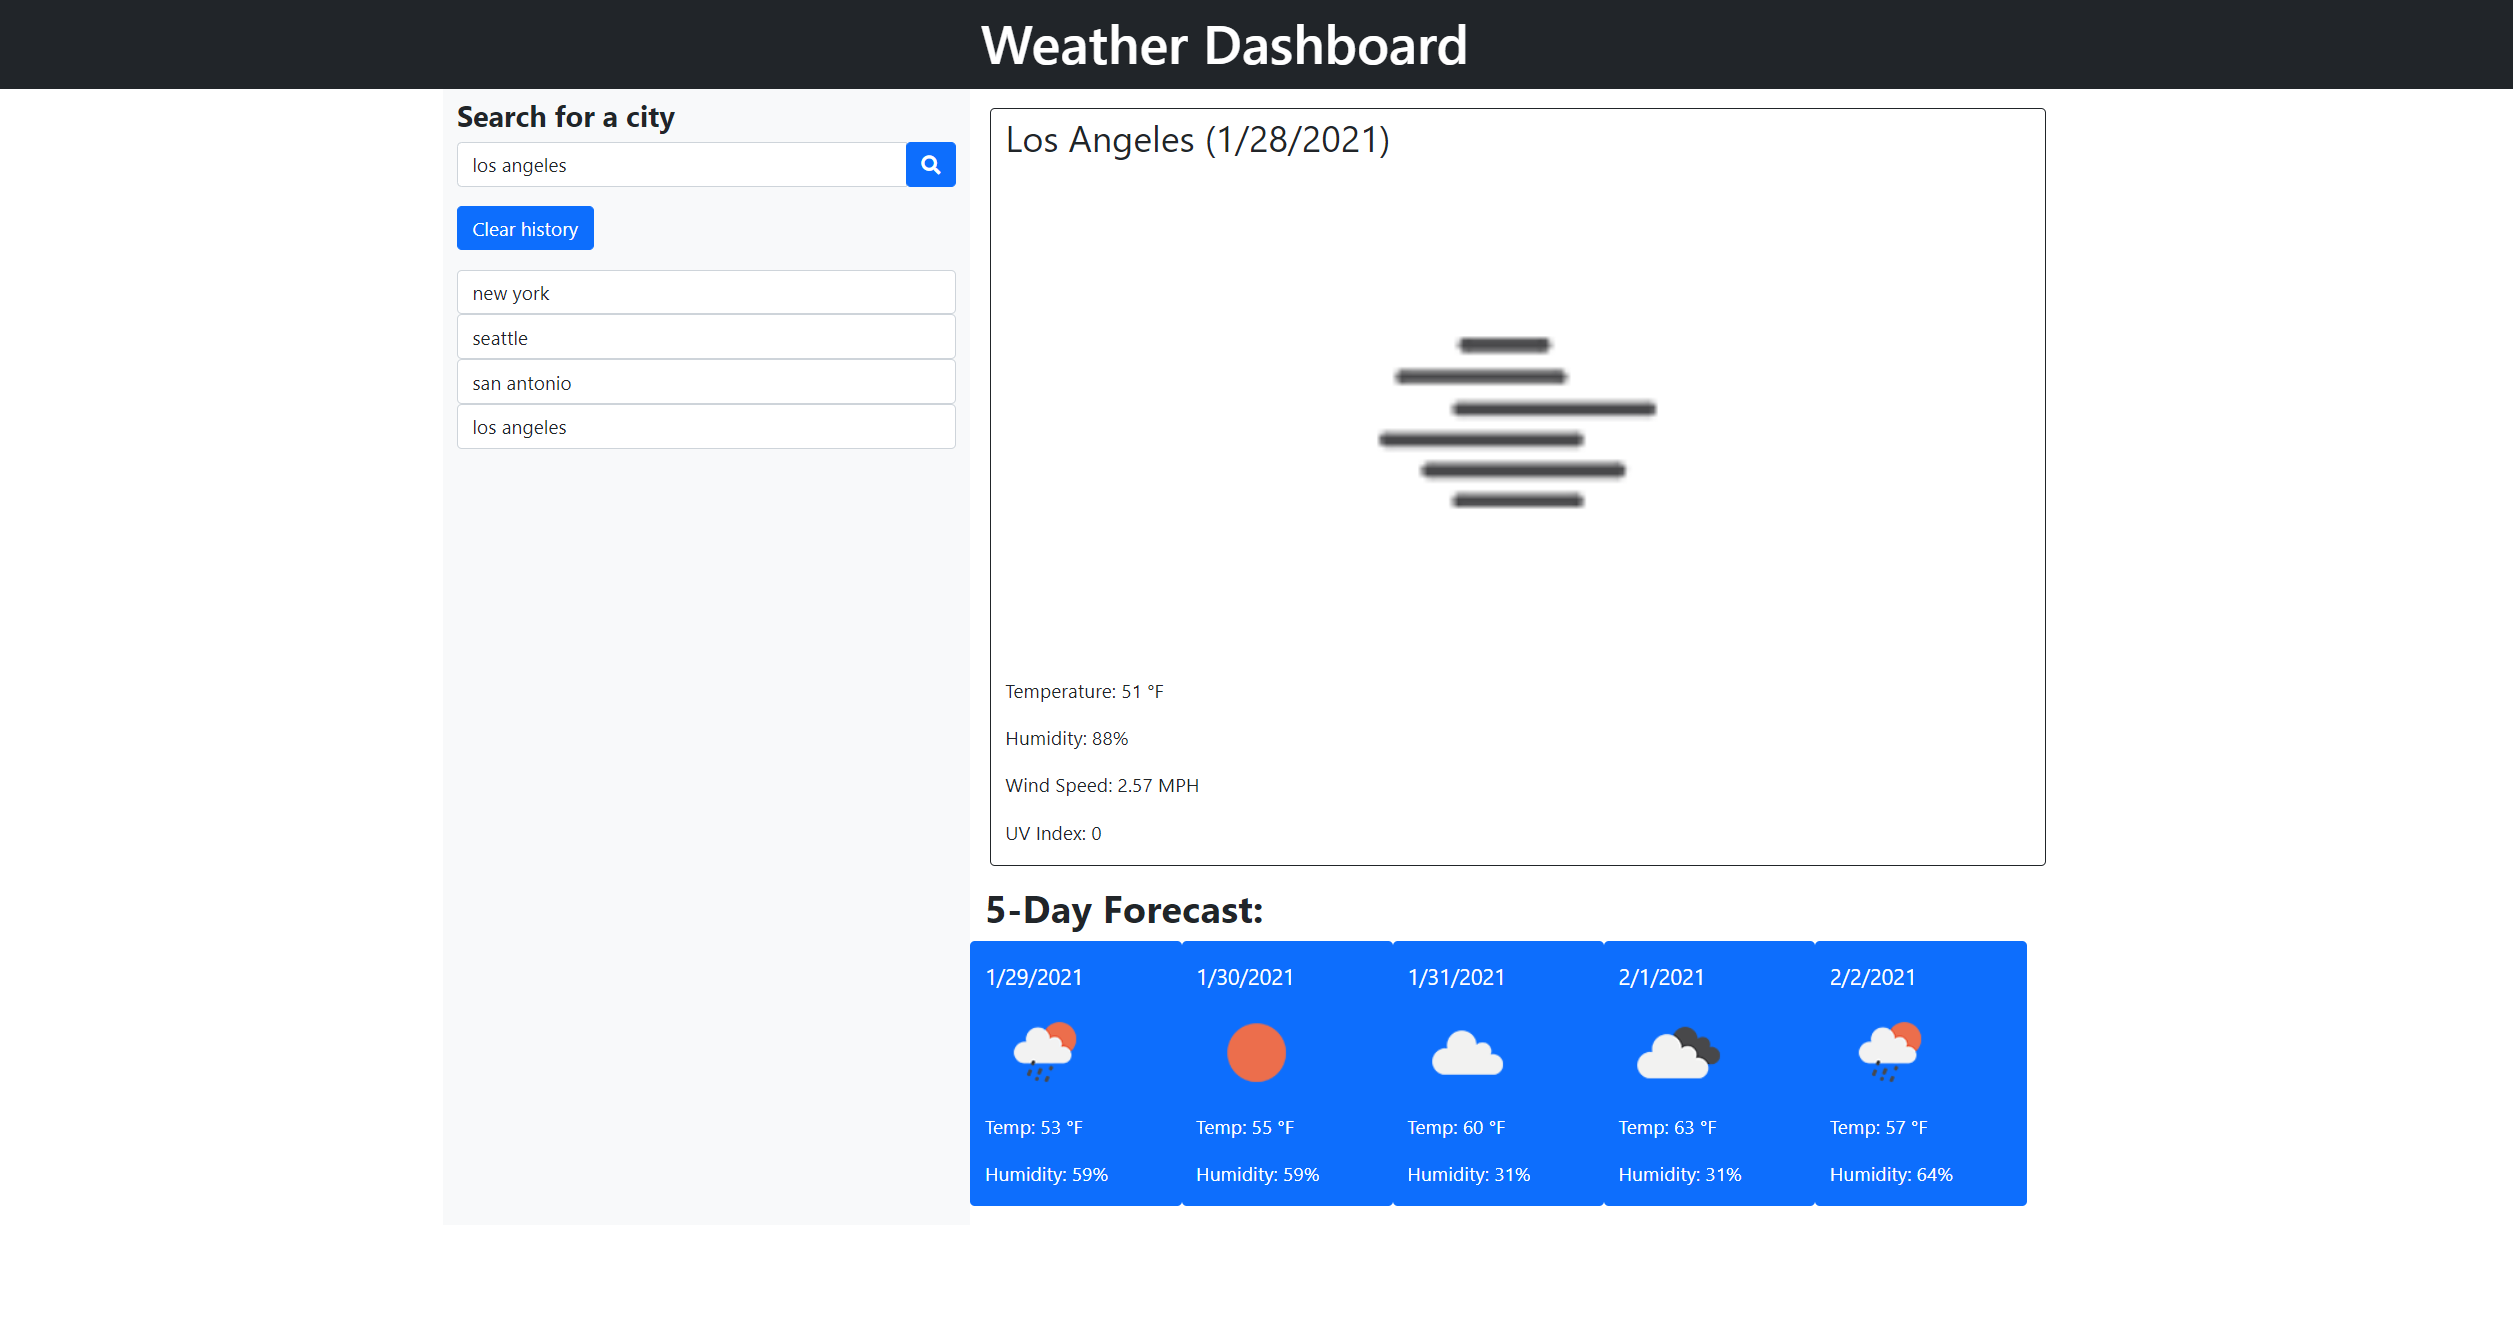 Weather Dashboard
Search for a city
los angeles
Clear history
new york
seattle
san antonio
los angeles
Los Angeles (1/28/2021)
Temperature: 51 °F
Humidity: 88%
Wind Speed: 2.57 MPH
UV Index: 0
5-Day Forecast:
1/29/2021
Temp: 53 °F
Humidity: 59%
1/30/2021
Temp: 55 °F
Humidity: 59%
1/31/2021
Temp: 60 °F
Humidity: 31%
2/1/2021
Temp: 63 °F
Humidity: 31%
2/2/2021
Temp: 57 °F
Humidity: 64%